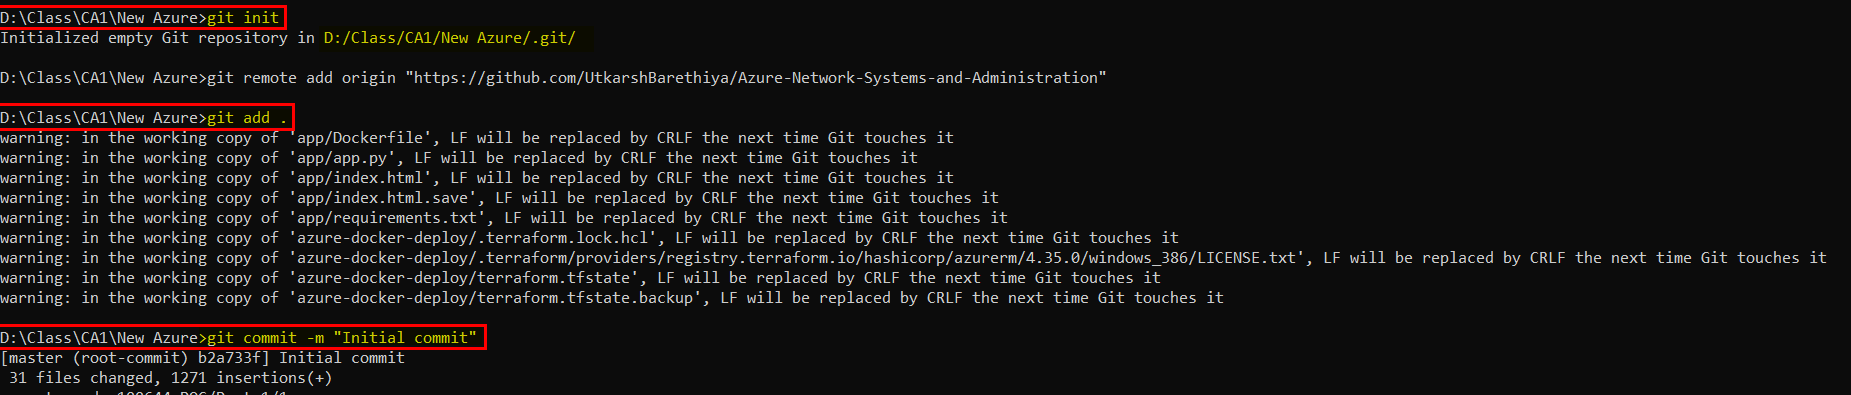 D:\Class\CA1\New Azure>git init
Initialized empty Git repository in D:/Class/CA1/New Azure/.git/
D:\Class\CA1\New Azure>git remote add origin "https://github.com/UtkarshBarethiya/Azure-Network-Systems-and-Administration"
D:\Class\CA1\New Azure>git add .
warning: in the working copy of 'app/Dockerfile', LF will be replaced by CRLF the next time Git touches it
warning: in the working copy of 'app/app.py', LF will be replaced by CRLF the next time Git touches it
warning: in the working copy of 'app/index.html', LF will be replaced by CRLF the next time Git touches it
warning: in the working copy of 'app/index.html.save', LF will be replaced by CRLF the next time Git touches it
warning: in the working copy of 'app/requirements.txt', LF will be replaced by CRLF the next time Git touches it
warning: in the working copy of 'azure-docker-deploy/.terraform.lock.hcl', LF will be replaced by CRLF the next time Git touches it
warning: in the working copy of 'azure-docker-deploy/.terraform/providers/registry.terraform.io/hashicorp/azurerm/4.35.0/windows_386/LICENSE.txt', LF will be replaced by CRLF the next time Git touches it
warning: in the working copy of 'azure-docker-deploy/terraform.tfstate', LF will be replaced by CRLF the next time Git touches it
warning: in the working copy of 'azure-docker-deploy/terraform.tfstate.backup', LF will be replaced by CRLF the next time Git touches it
D:\Class\CA1\New Azure>git commit -m "Initial commit"
[master (root-commit) b2a733f] Initial commit
 31 files changed, 1271 insertions(+)